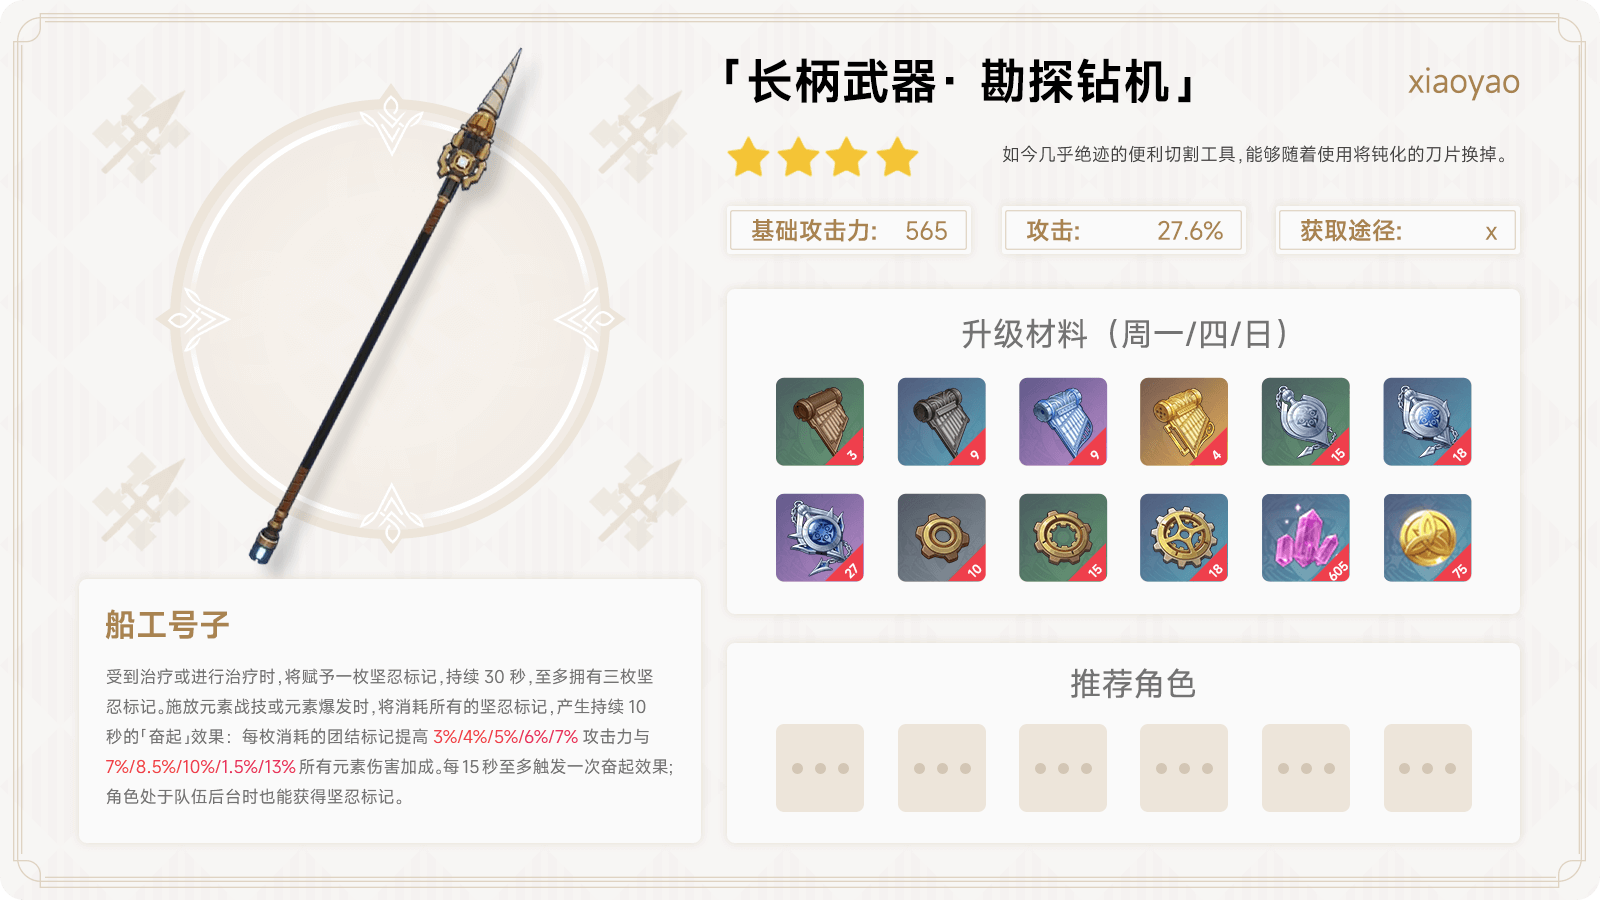 「长柄武器· 勘探钻机」
xiaoyao
如今几乎绝迹的便利切割工具,能够随着使用将钝化的刀片换掉。
基础攻击力: 565
攻击: 27.6%
获取途径: x
升级材料（周一/四/日）
3 9 9 4 15 18
27 10 15 18 605 75
船工号子
受到治疗或进行治疗时,将赋予一枚坚忍标记,持续 30 秒,至多拥有三枚坚
忍标记。施放元素战技或元素爆发时,将消耗所有的坚忍标记,产生持续 10
秒的「奋起」效果：每枚消耗的团结标记提高 3%/4%/5%/6%/7% 攻击力与
7%/8.5%/10%/1.5%/13% 所有元素伤害加成。每 15 秒至多触发一次奋起效果;
角色处于队伍后台时也能获得坚忍标记。
推荐角色